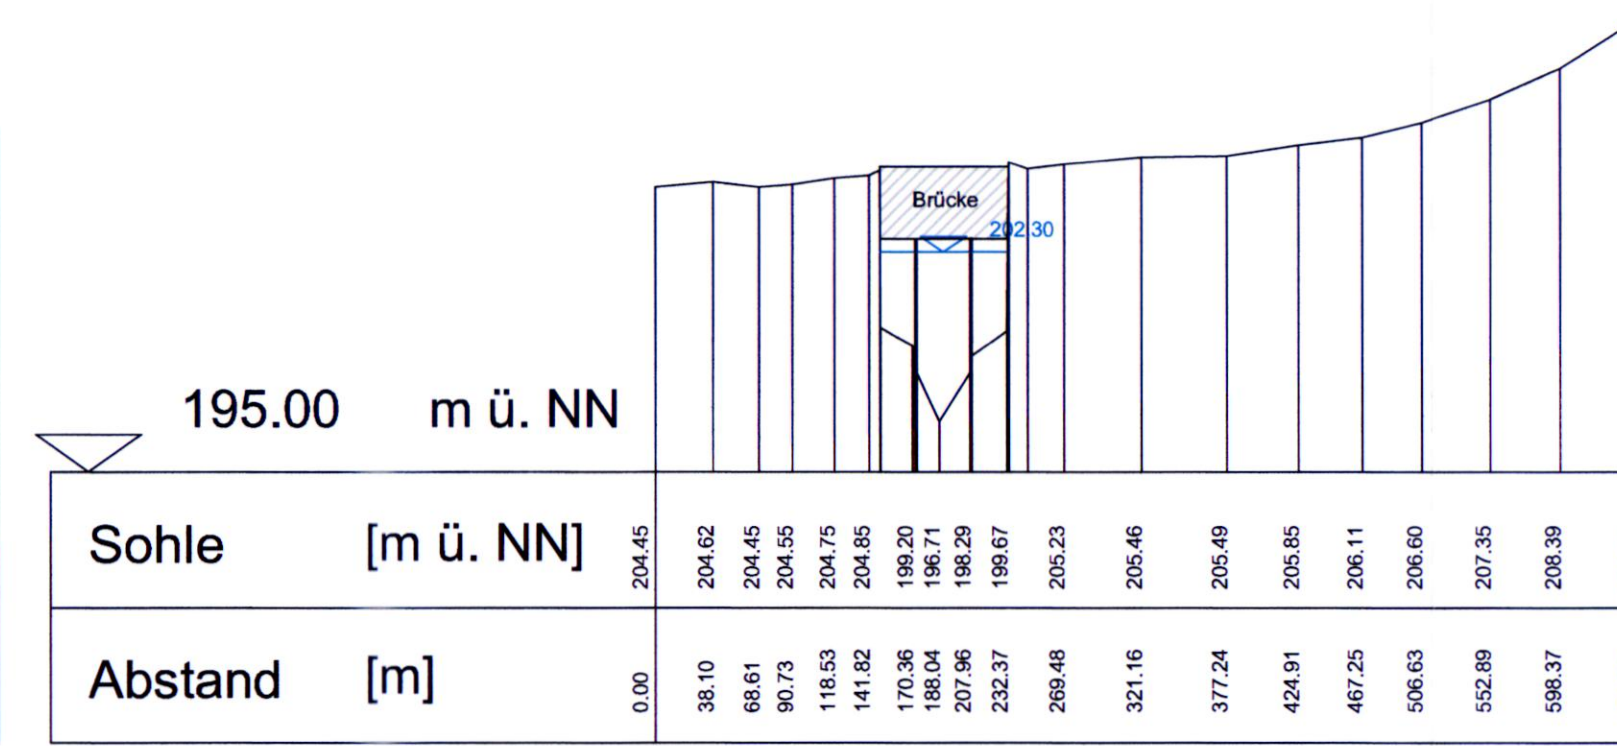 Brücke
202.30
195.00 m ü. NN
Sohle [m ü. NN] 204.45 204.62 204.45 204.55 204.75 204.85 199.20 196.71 198.29 199.67 205.23 205.46 205.49 205.85 206.11 206.60 207.35 208.39
Abstand [m] 0.00 38.10 68.61 90.73 118.53 141.82 170.36 188.04 207.96 232.37 269.48 321.16 377.24 424.91 467.25 506.63 552.89 598.37